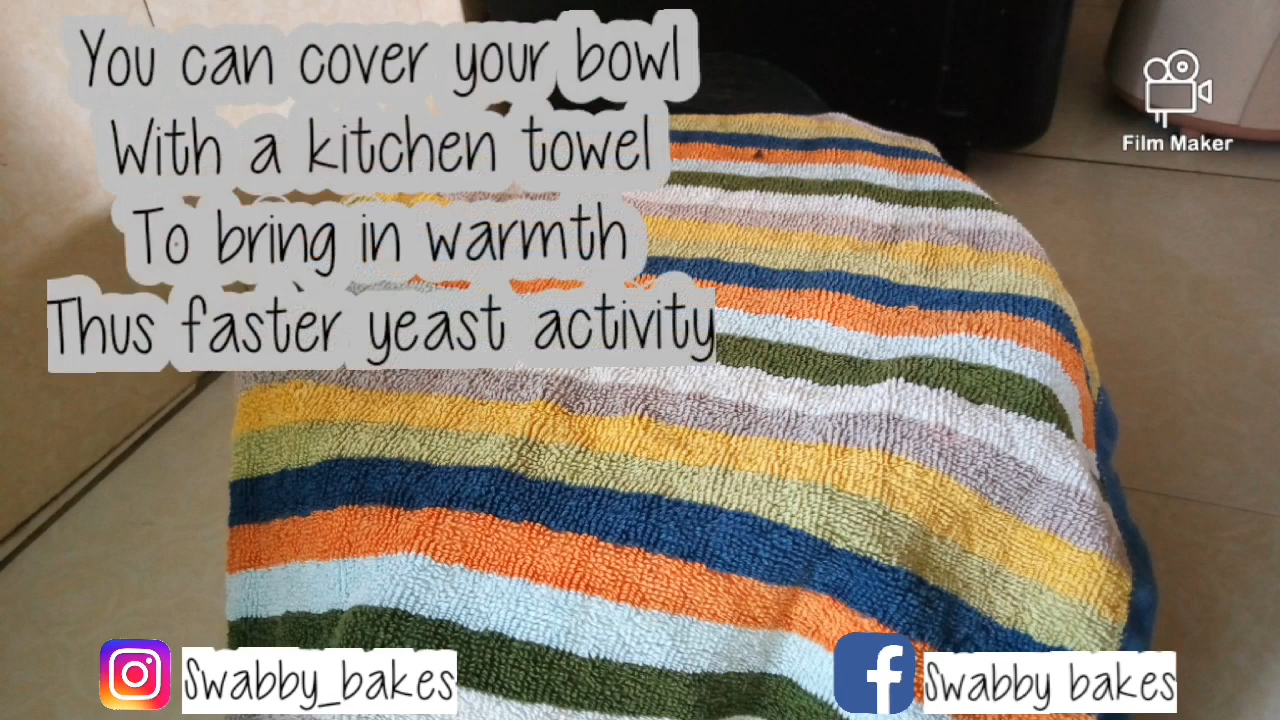 You can cover your bowl
With a kitchen towel
To bring in warmth
Thus faster yeast activity
Film Maker
Swabby_bakes
Swabby bakes